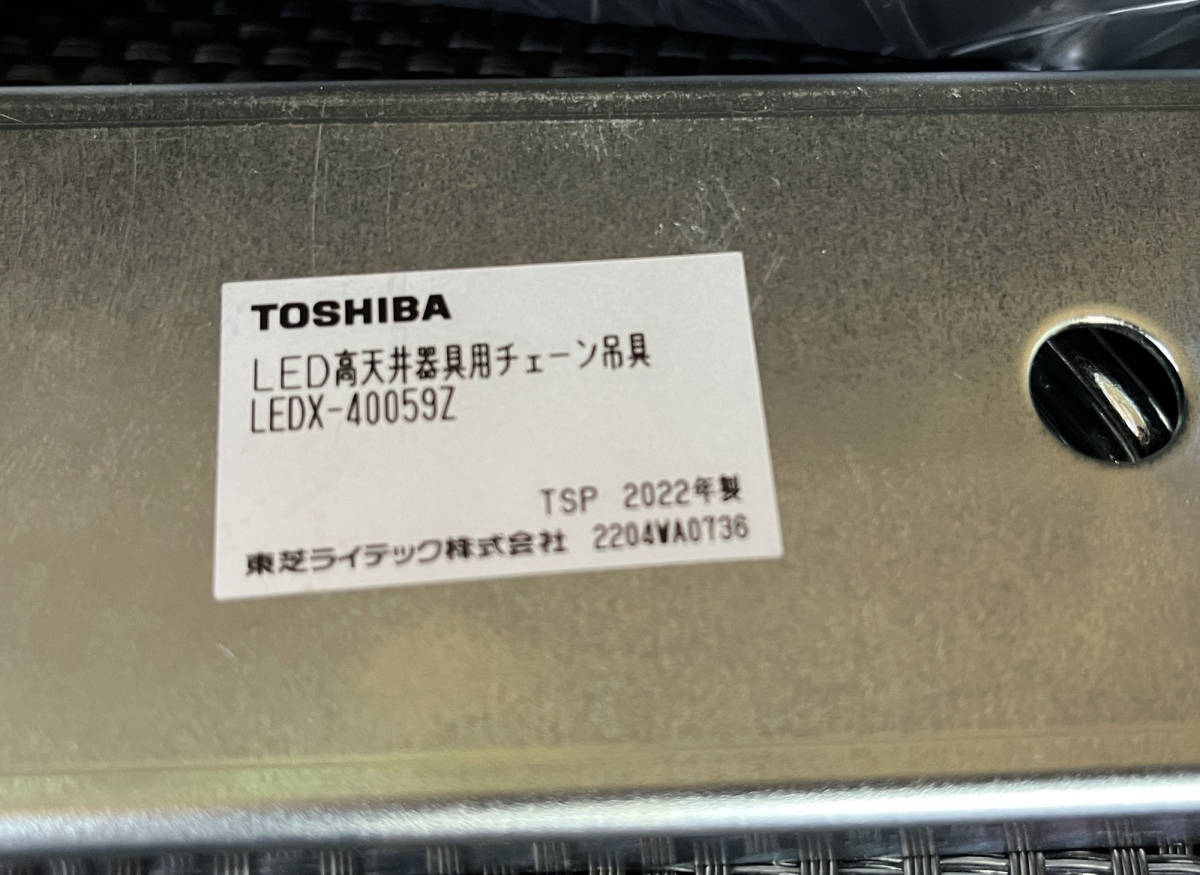 TOSHIBA
LED高天井器具用チェーン吊具
LEDX-40059Z
TSP 2022年製
東芝ライテック株式会社 2204WA0736